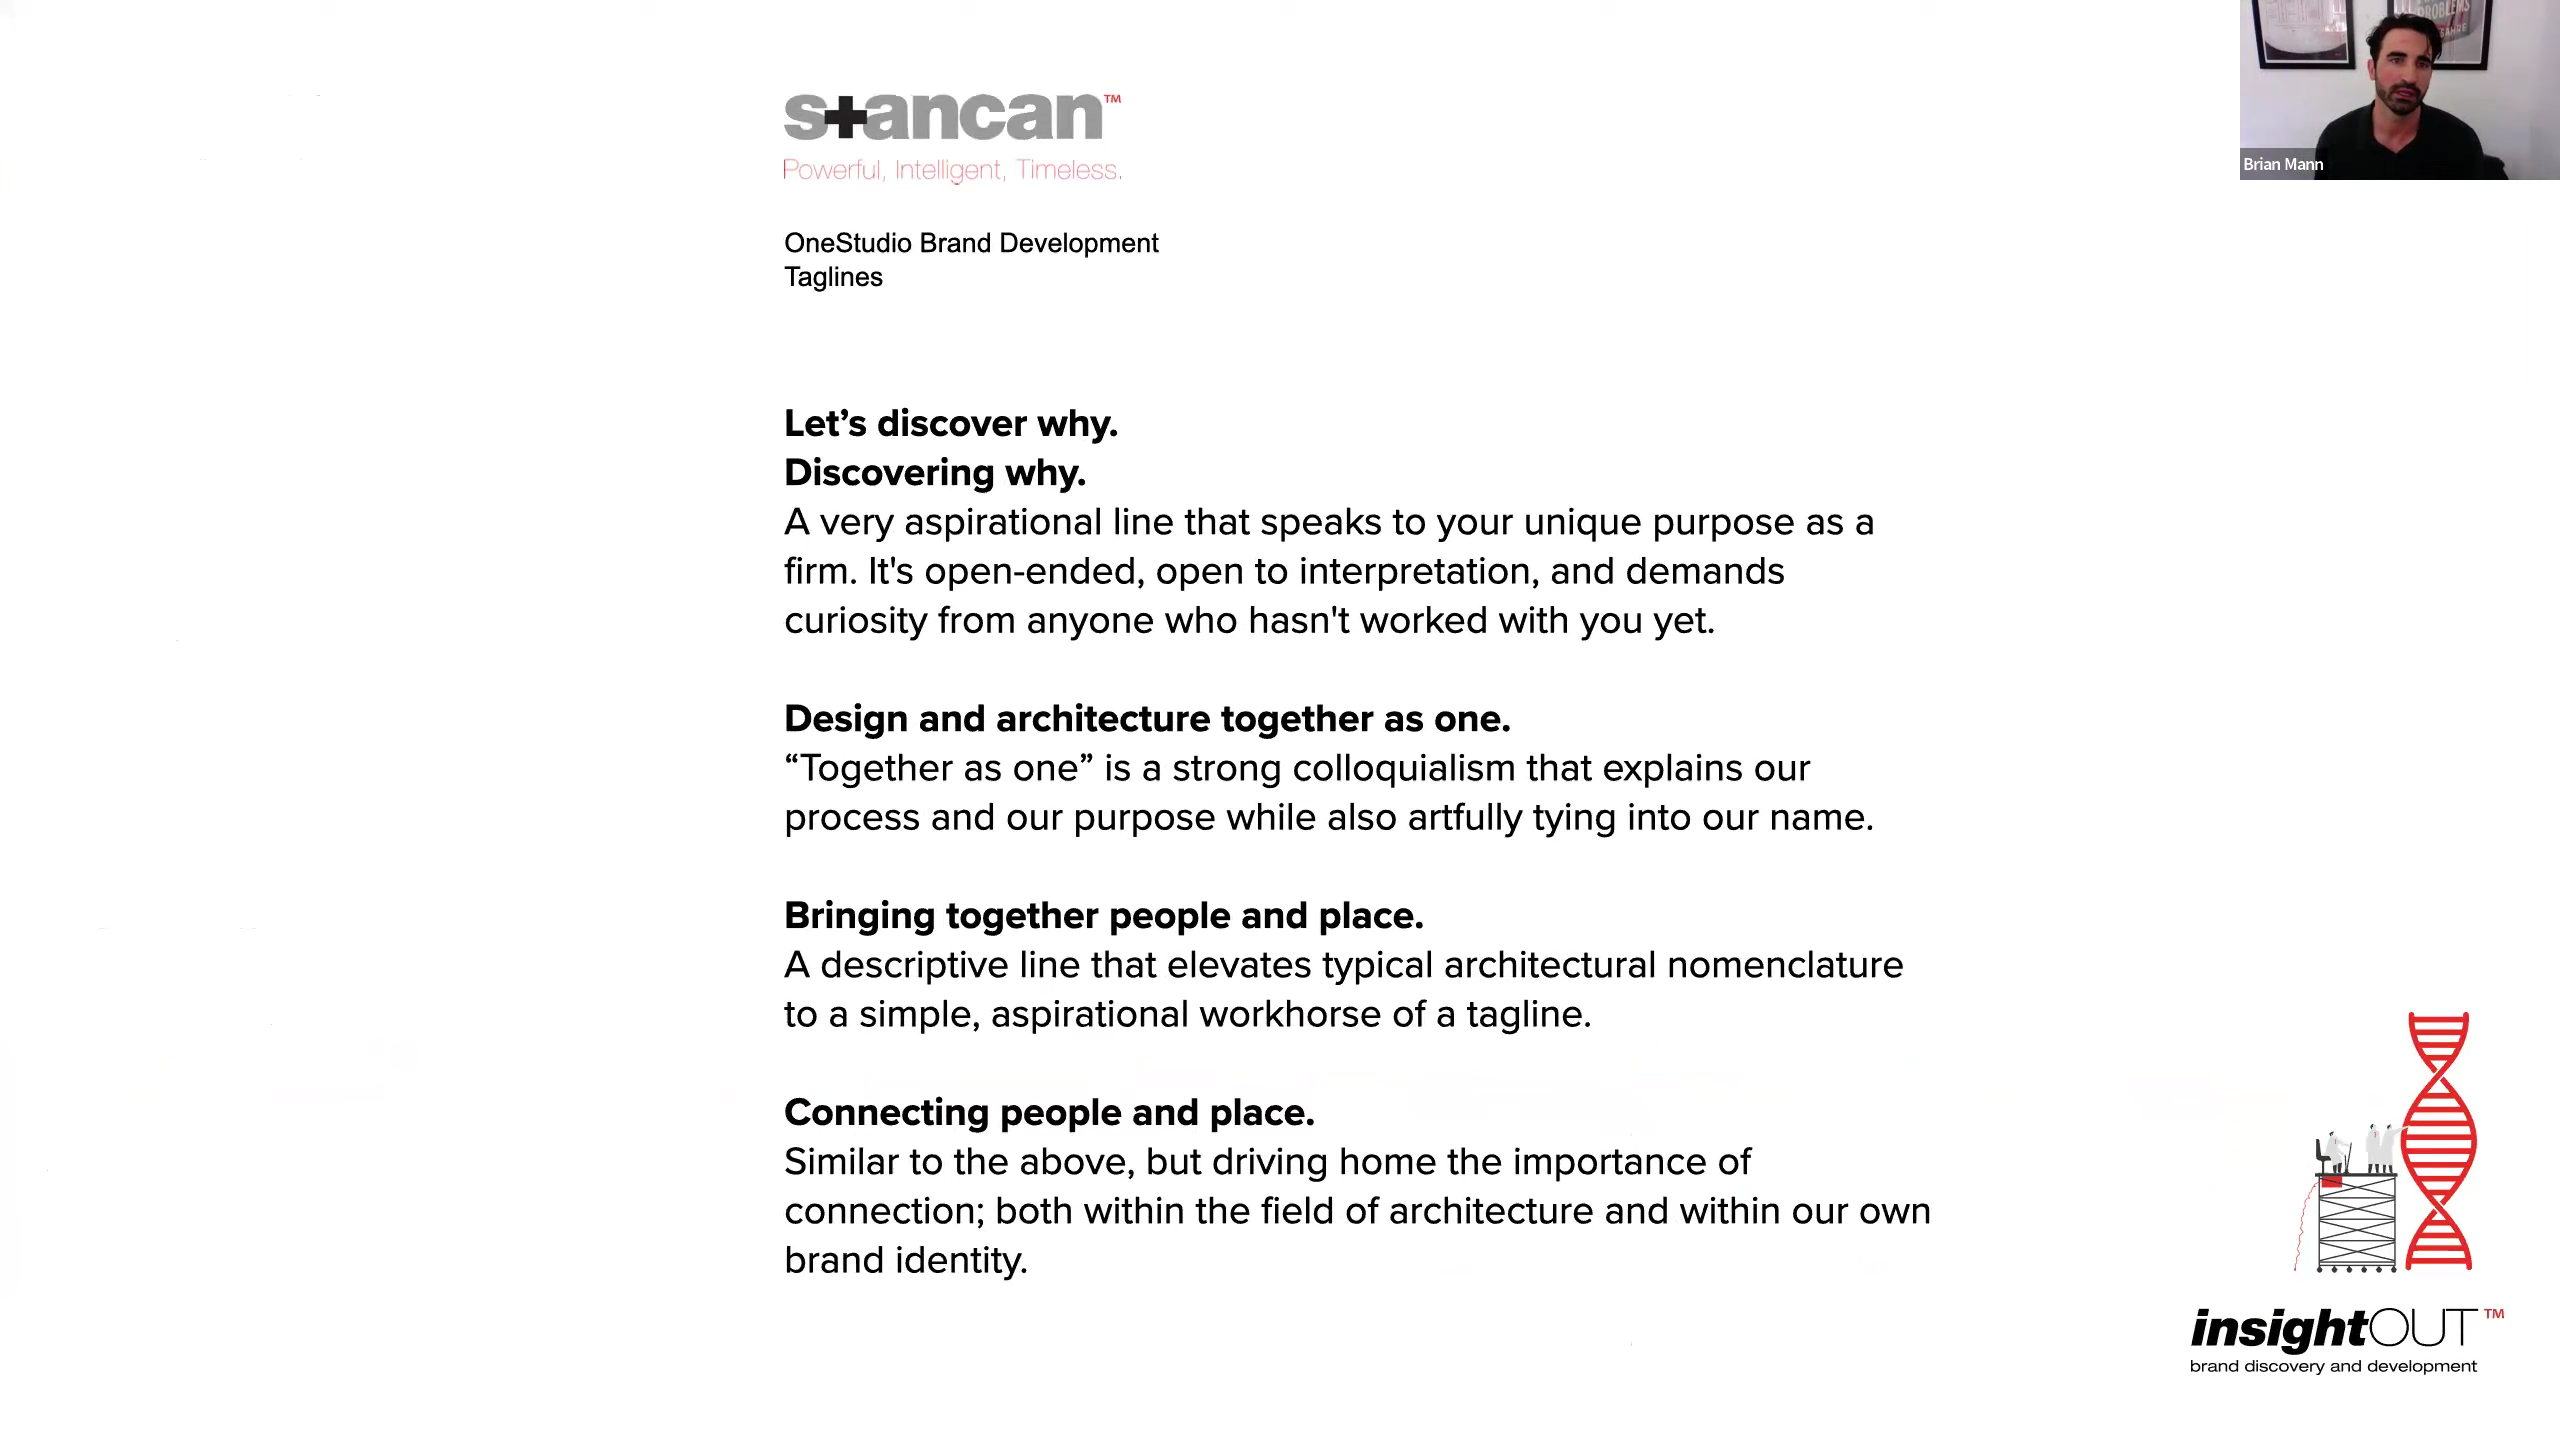 s+ancan™
Powerful, Intelligent, Timeless.
OneStudio Brand Development
Taglines
Let’s discover why.
Discovering why.
A very aspirational line that speaks to your unique purpose as a
firm. It's open-ended, open to interpretation, and demands
curiosity from anyone who hasn't worked with you yet.
Design and architecture together as one.
“Together as one” is a strong colloquialism that explains our
process and our purpose while also artfully tying into our name.
Bringing together people and place.
A descriptive line that elevates typical architectural nomenclature
to a simple, aspirational workhorse of a tagline.
Connecting people and place.
Similar to the above, but driving home the importance of
connection; both within the field of architecture and within our own
brand identity.
PROBLEMS
Brian Mann
insightOUT™
brand discovery and development